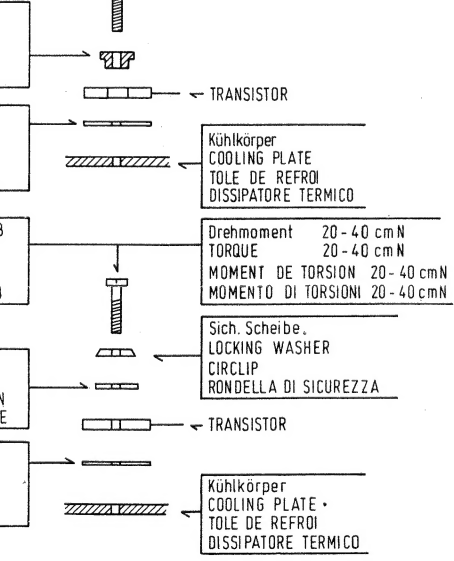 TRANSISTOR
Kühlkörper
COOLING PLATE
TOLE DE REFROI
DISSIPATORE TERMICO
Drehmoment 20-40 cmN
TORQUE 20-40 cmN
MOMENT DE TORSION 20-40 cmN
MOMENTO DI TORSIONI 20-40 cmN
Sich. Scheibe.
LOCKING WASHER
CIRCLIP
RONDELLA DI SICUREZZA
N
E
TRANSISTOR
Kühlkörper
COOLING PLATE
TOLE DE REFROI
DISSIPATORE TERMICO